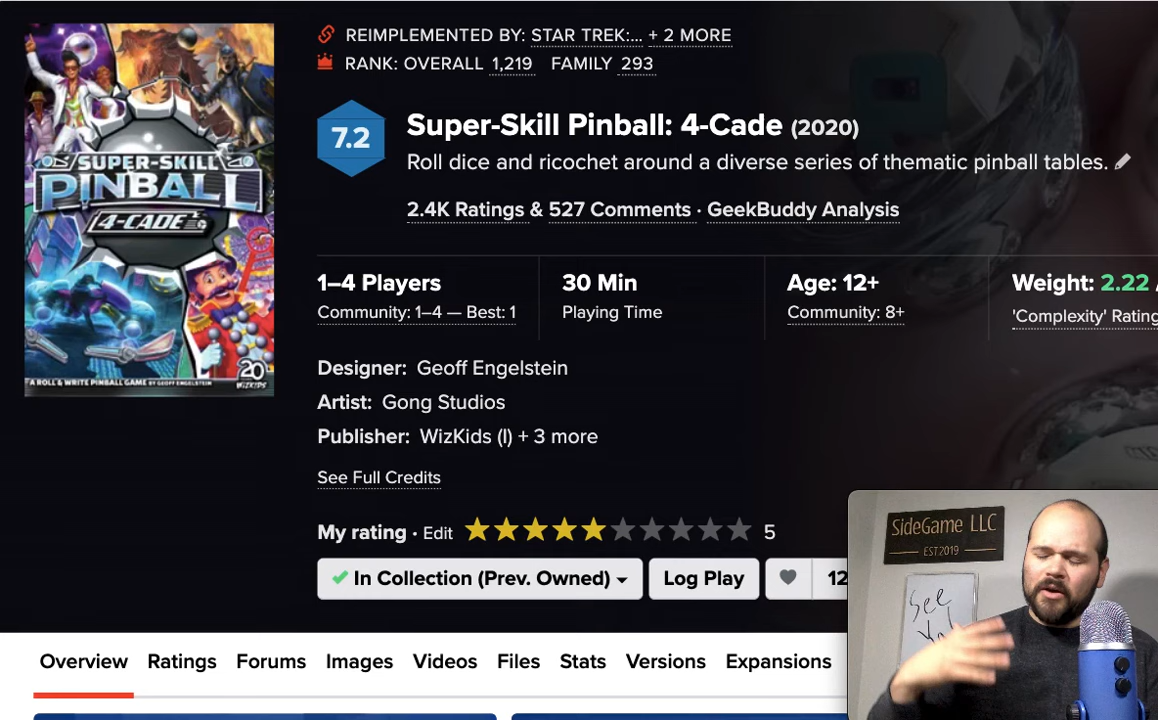 REIMPLEMENTED BY: STAR TREK:... + 2 MORE
RANK: OVERALL 1,219 FAMILY 293
7.2
Super-Skill Pinball: 4-Cade (2020)
Roll dice and ricochet around a diverse series of thematic pinball tables.
2.4K Ratings & 527 Comments · GeekBuddy Analysis
1–4 Players
Community: 1–4 — Best: 1
30 Min
Playing Time
Age: 12+
Community: 8+
Weight: 2.22 /
'Complexity' Rating
Designer: Geoff Engelstein
Artist: Gong Studios
Publisher: WizKids (I) + 3 more
See Full Credits
My rating · Edit 5
In Collection (Prev. Owned)
Log Play
12
Overview Ratings Forums Images Videos Files Stats Versions Expansions
SUPER-SKILL
PINBALL
4-CADE
A ROLL & WRITE PINBALL GAME BY GEOFF ENGELSTEIN
20
WIZKIDS
SideGame LLC
EST.2019
See